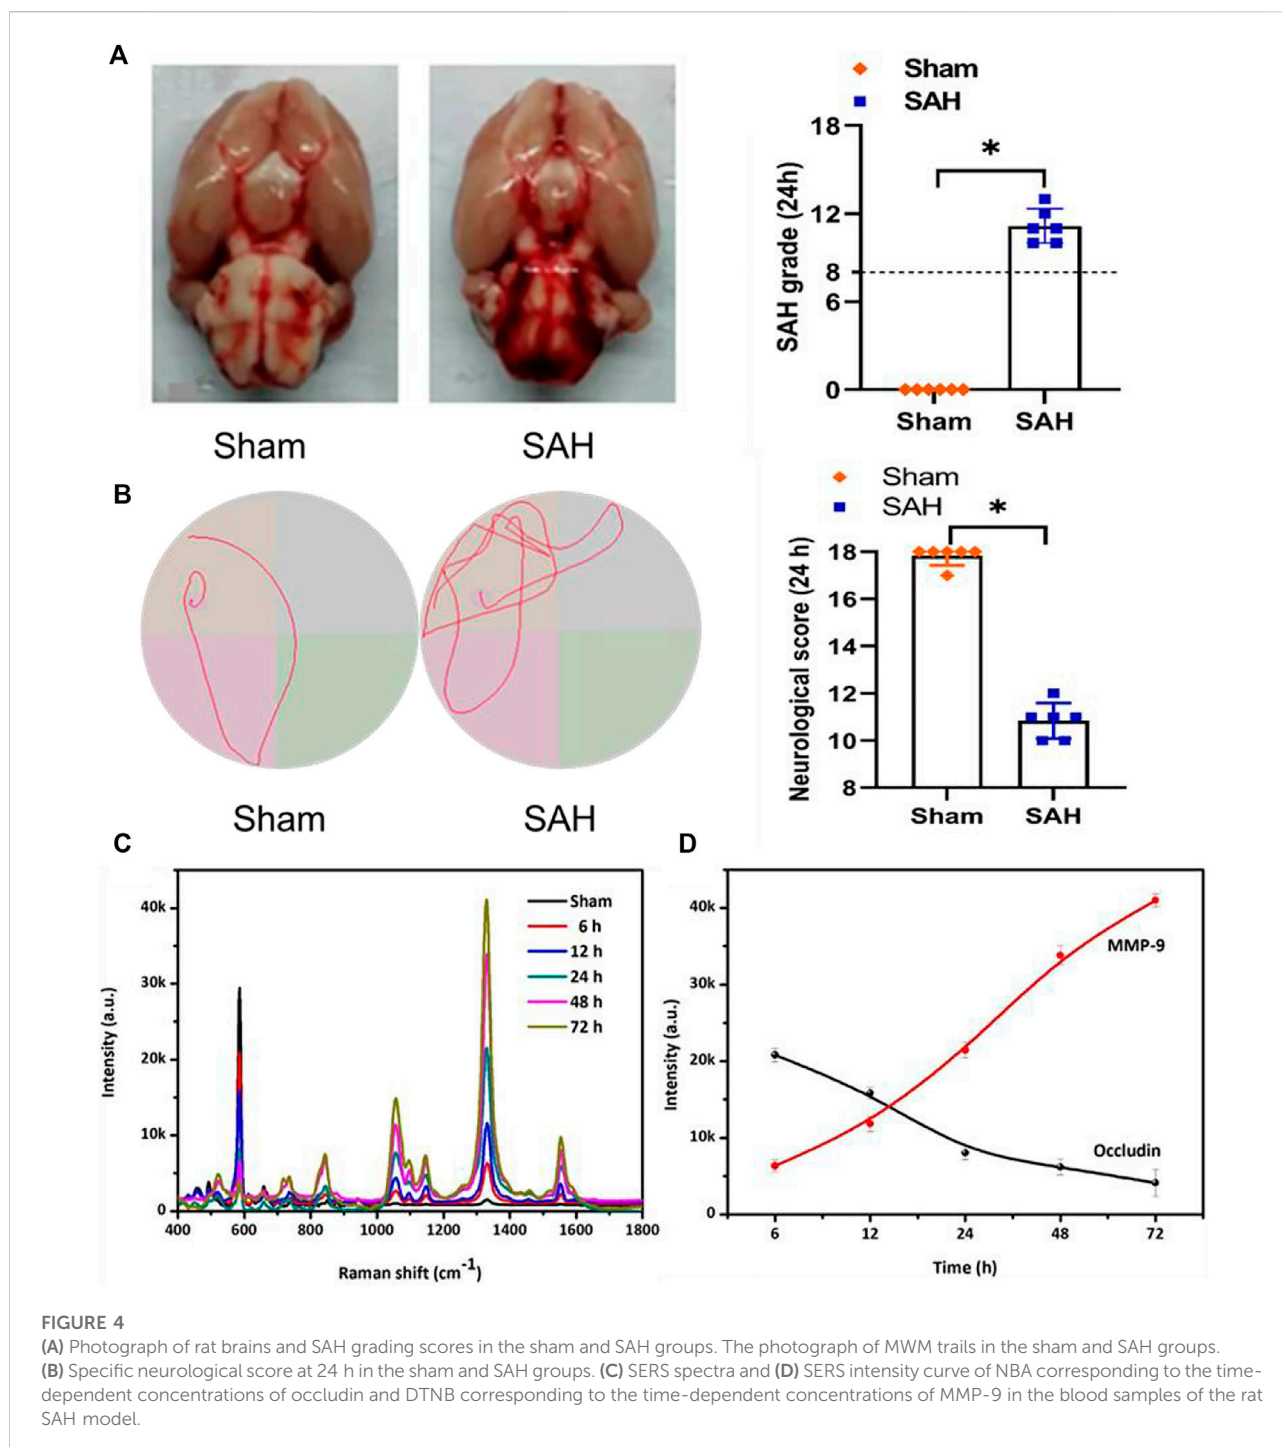 A
Sham
SAH
Sham
SAH
SAH grade (24h)
18
12
8
6
0
*
Sham
SAH
B
Sham
SAH
Sham
SAH
Neurological score (24 h)
18
16
14
12
10
8
*
Sham
SAH
C
Intensity (a.u.)
40k
30k
20k
10k
0
Sham
6 h
12 h
24 h
48 h
72 h
400 600 800 1000 1200 1400 1600 1800
Raman shift (cm-1)
D
Intensity (a.u.)
40k
30k
20k
10k
0
MMP-9
Occludin
6 12 24 48 72
Time (h)
FIGURE 4
(A) Photograph of rat brains and SAH grading scores in the sham and SAH groups. The photograph of MWM trails in the sham and SAH groups.
(B) Specific neurological score at 24 h in the sham and SAH groups. (C) SERS spectra and (D) SERS intensity curve of NBA corresponding to the time-
dependent concentrations of occludin and DTNB corresponding to the time-dependent concentrations of MMP-9 in the blood samples of the rat
SAH model.